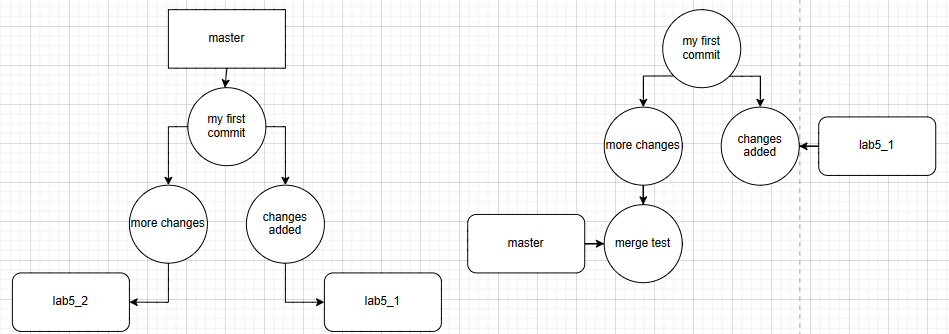 master
my first
commit
more changes
changes
added
lab5_2
lab5_1
my first
commit
more changes
changes
added
lab5_1
master
merge test